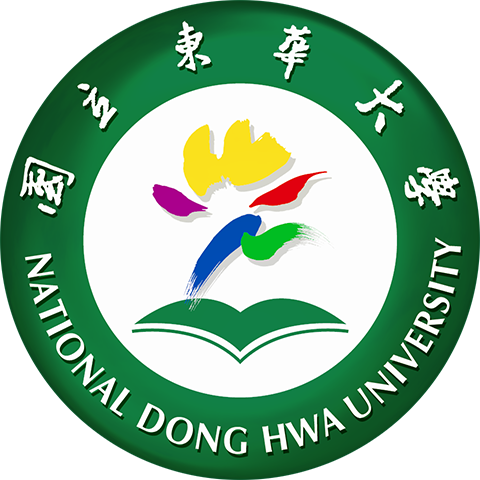 國立東華大學
NATIONAL DONG HWA UNIVERSITY